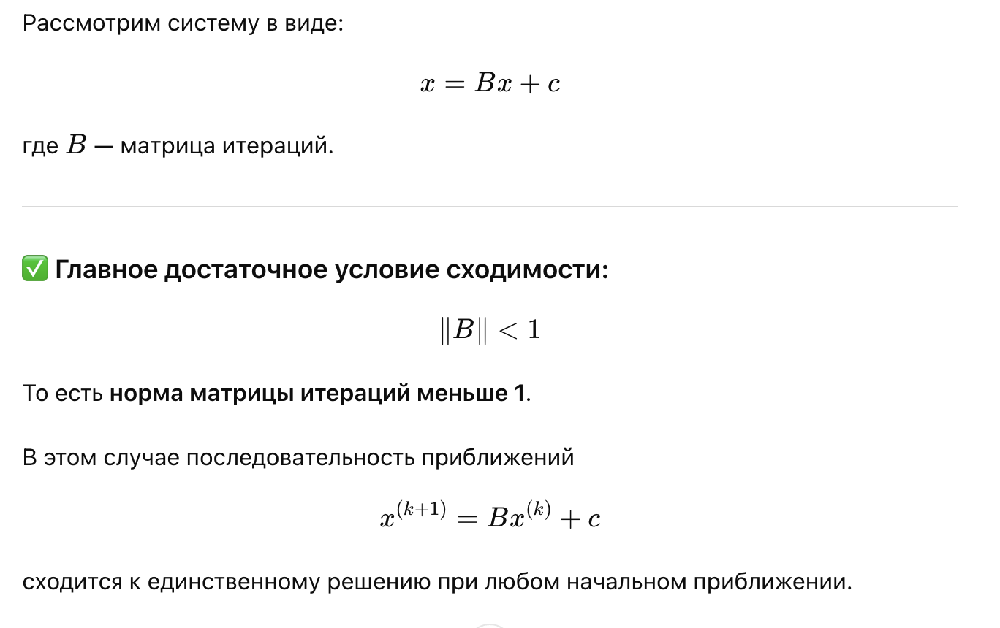 Рассмотрим систему в виде:
x = Bx + c
где B — матрица итераций.
✅ Главное достаточное условие сходимости:
‖B‖ < 1
То есть норма матрицы итераций меньше 1.
В этом случае последовательность приближений
x^(k+1) = Bx^(k) + c
сходится к единственному решению при любом начальном приближении.